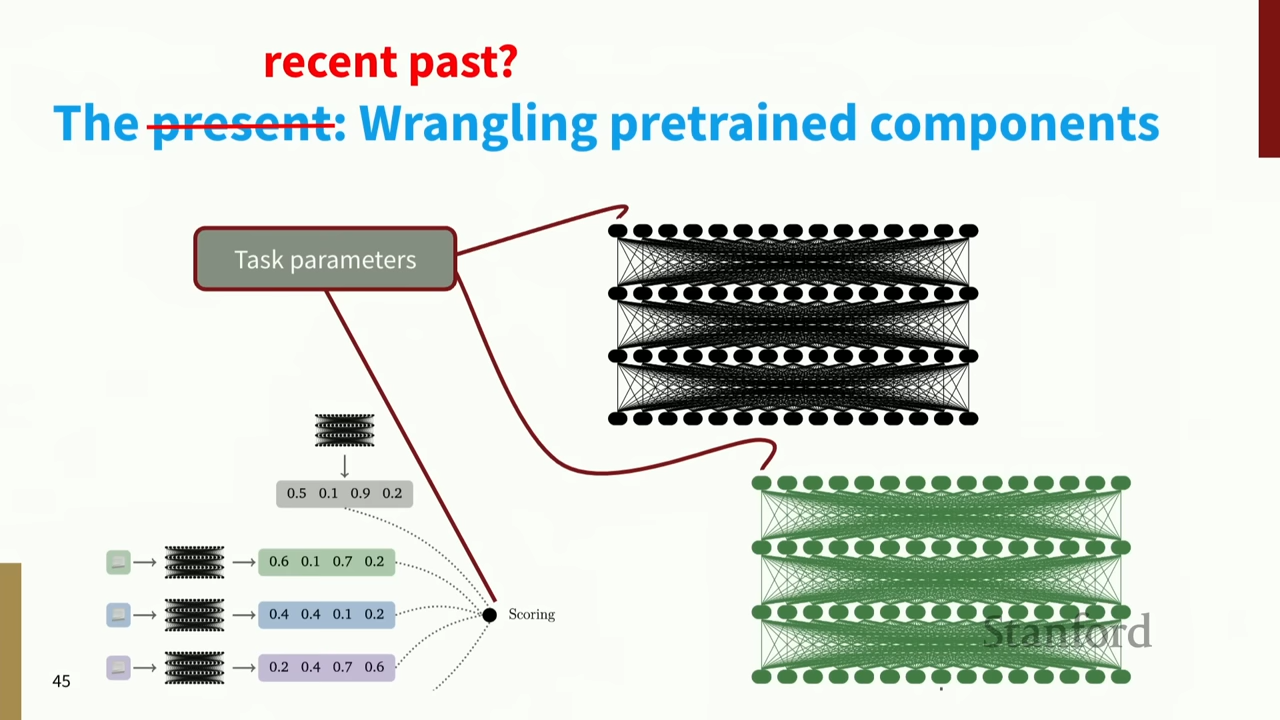 recent past?
The present: Wrangling pretrained components
Task parameters
0.5 0.1 0.9 0.2
0.6 0.1 0.7 0.2
0.4 0.4 0.1 0.2
Scoring
0.2 0.4 0.7 0.6
Stanford
45